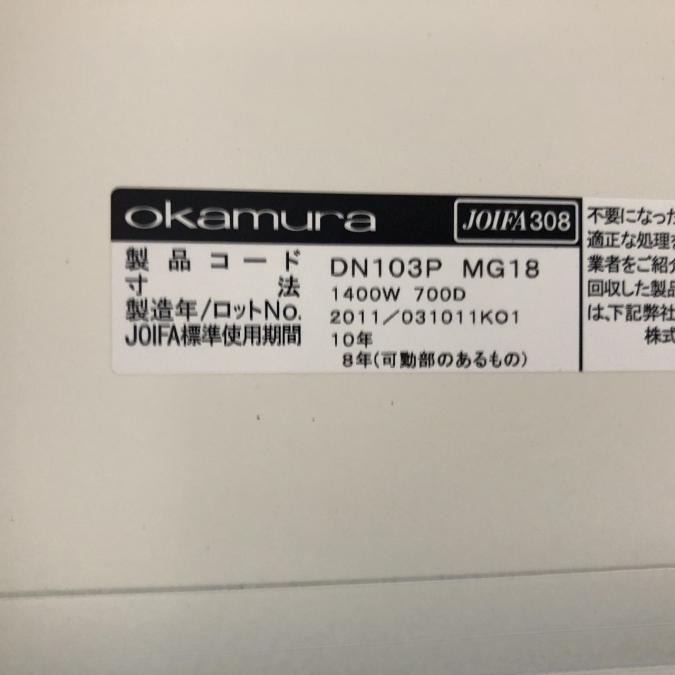 okamura JOIFA308
製品コード DN103P MG18
寸法 1400W 700D
製造年/ロットNo. 2011/031011K01
JOIFA標準使用期間 10年
8年(可動部のあるもの)
不要になった
適正な処理を
業者をご紹介
回収した製品
は、下記弊社
株式